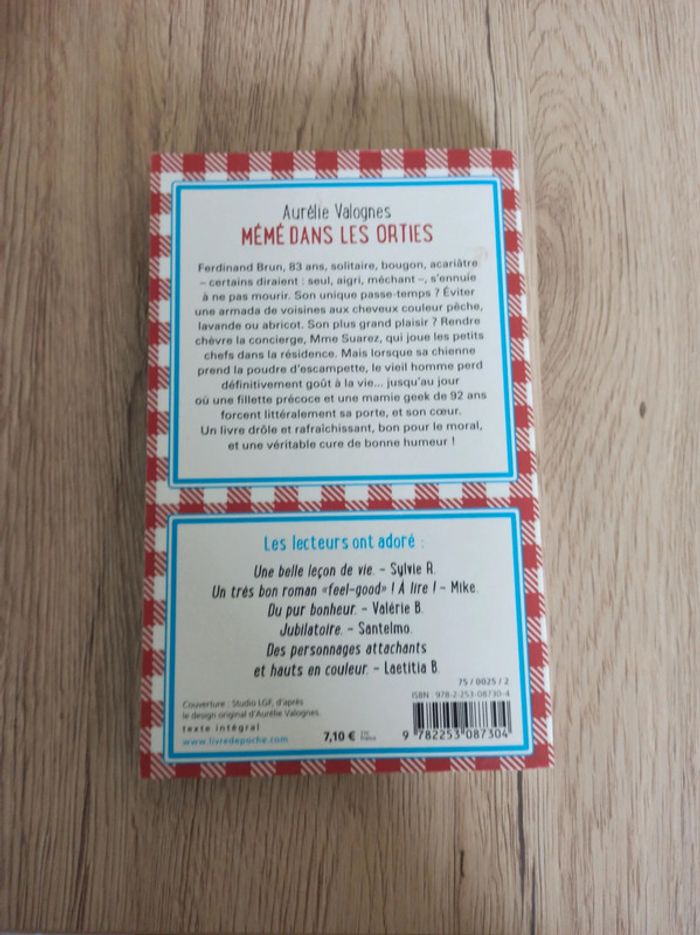 Aurélie Valognes
MÉMÉ DANS LES ORTIES
Ferdinand Brun, 83 ans, solitaire, bougon, acariâtre
– certains diraient : seul, aigri, méchant –, s'ennuie
à ne pas mourir. Son unique passe-temps ? Éviter
une armada de voisines aux cheveux couleur pêche,
lavande ou abricot. Son plus grand plaisir ? Rendre
chèvre la concierge, Mme Suarez, qui joue les petits
chefs dans la résidence. Mais lorsque sa chienne
prend la poudre d'escampette, le vieil homme perd
définitivement goût à la vie... jusqu'au jour
où une fillette précoce et une mamie geek de 92 ans
forcent littéralement sa porte, et son cœur.
Un livre drôle et rafraîchissant, bon pour le moral,
et une véritable cure de bonne humeur !
Les lecteurs ont adoré :
Une belle leçon de vie. – Sylvie R.
Un très bon roman «feel-good» ! À lire ! – Mike.
Du pur bonheur. – Valérie B.
Jubilatoire. – Santelmo.
Des personnages attachants
et hauts en couleur. – Laetitia B.
75 / 0025 / 2
ISBN : 978-2-253-08730-4
Couverture : Studio LGF, d'après
le design original d'Aurélie Valognes.
texte intégral
www.livredepoche.com
7,10 € TTC France
9 782253 087304